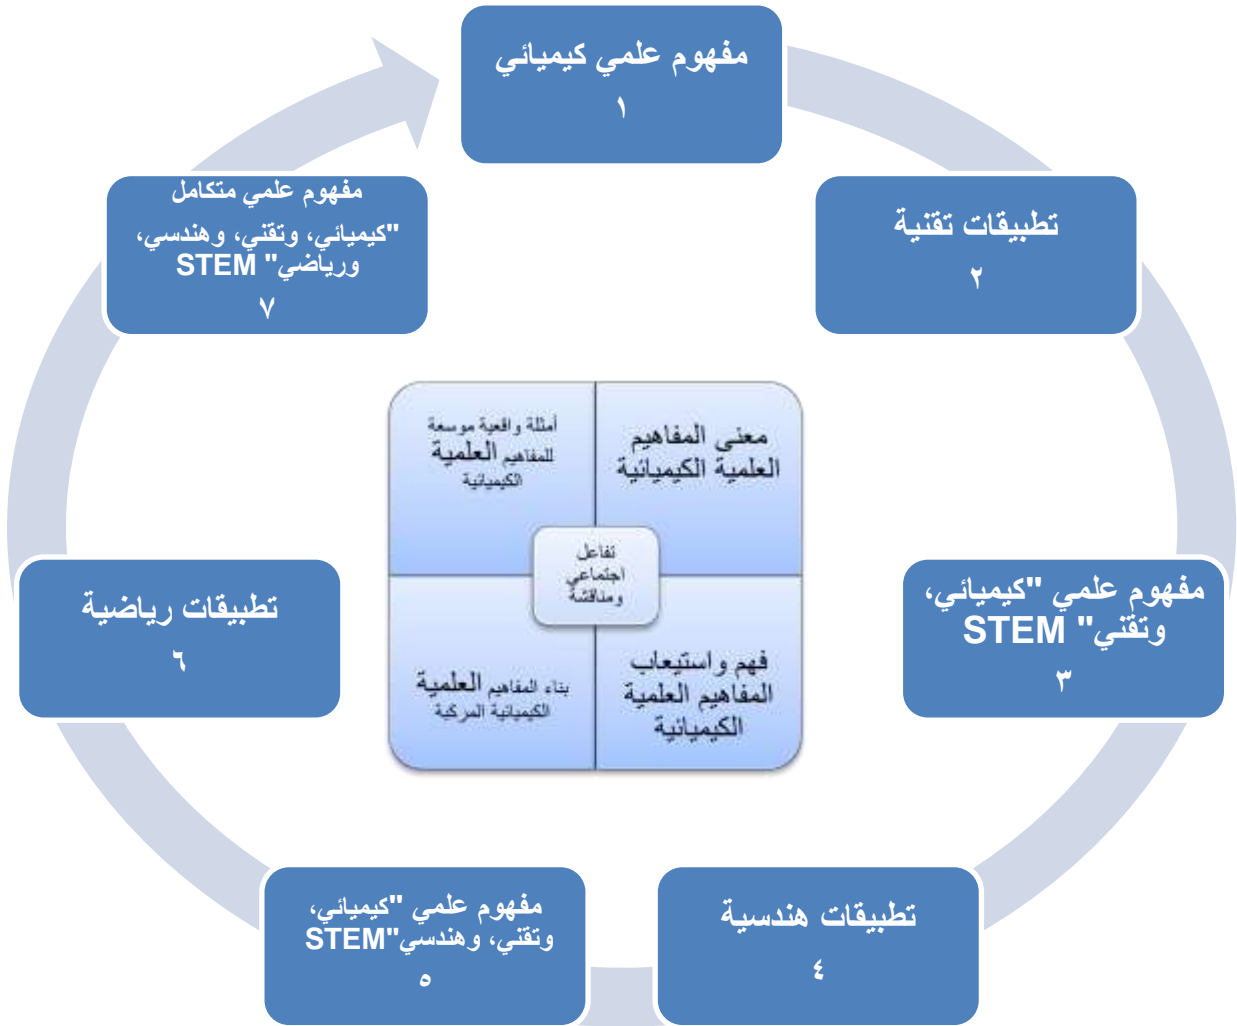 مفهوم علمي كيميائي
١
تطبيقات تقنية
٢
مفهوم علمي "كيميائي،
وتقني" STEM
٣
تطبيقات هندسية
٤
مفهوم علمي "كيميائي،
وتقني، وهندسي"STEM
٥
تطبيقات رياضية
٦
مفهوم علمي متكامل
"كيميائي، وتقني، وهندسي،
ورياضي" STEM
٧
معنى المفاهيم
العلمية الكيميائية
أمثلة واقعية موسعة
للمفاهيم العلمية
الكيميائية
تفاعل
اجتماعي
ومناقشة
فهم واستيعاب
المفاهيم العلمية
الكيميائية
بناء المفاهيم العلمية
الكيميائية المركبة